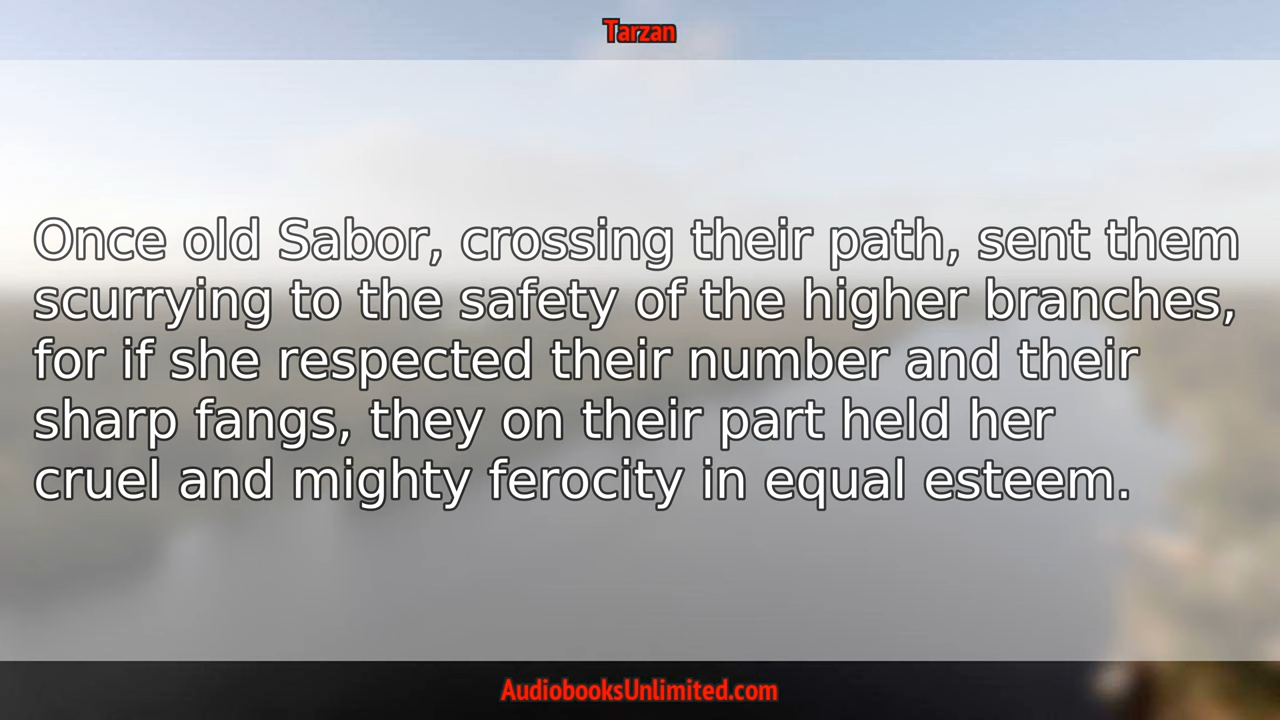 Tarzan
Once old Sabor, crossing their path, sent them
scurrying to the safety of the higher branches,
for if she respected their number and their
sharp fangs, they on their part held her
cruel and mighty ferocity in equal esteem.
AudiobooksUnlimited.com